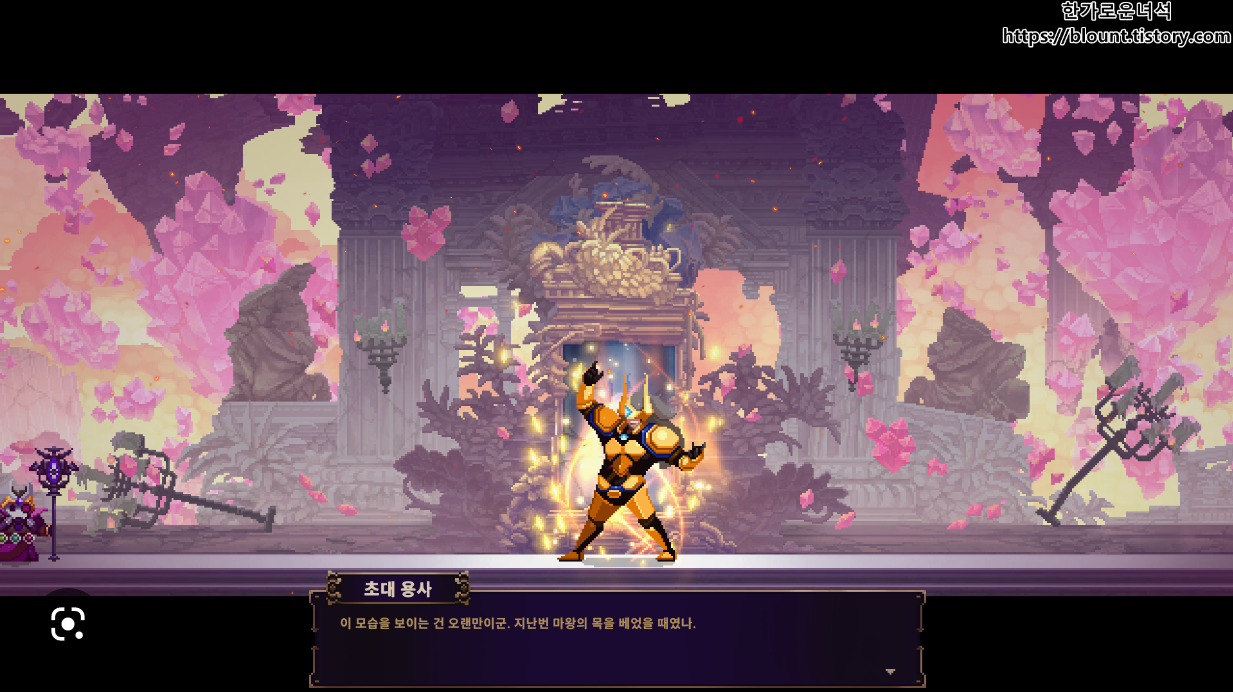 한가로운녀석
https://blount.tistory.com
초대 용사
이 모습을 보이는 건 오랜만이군. 지난번 마왕의 목을 베었을 때였나.